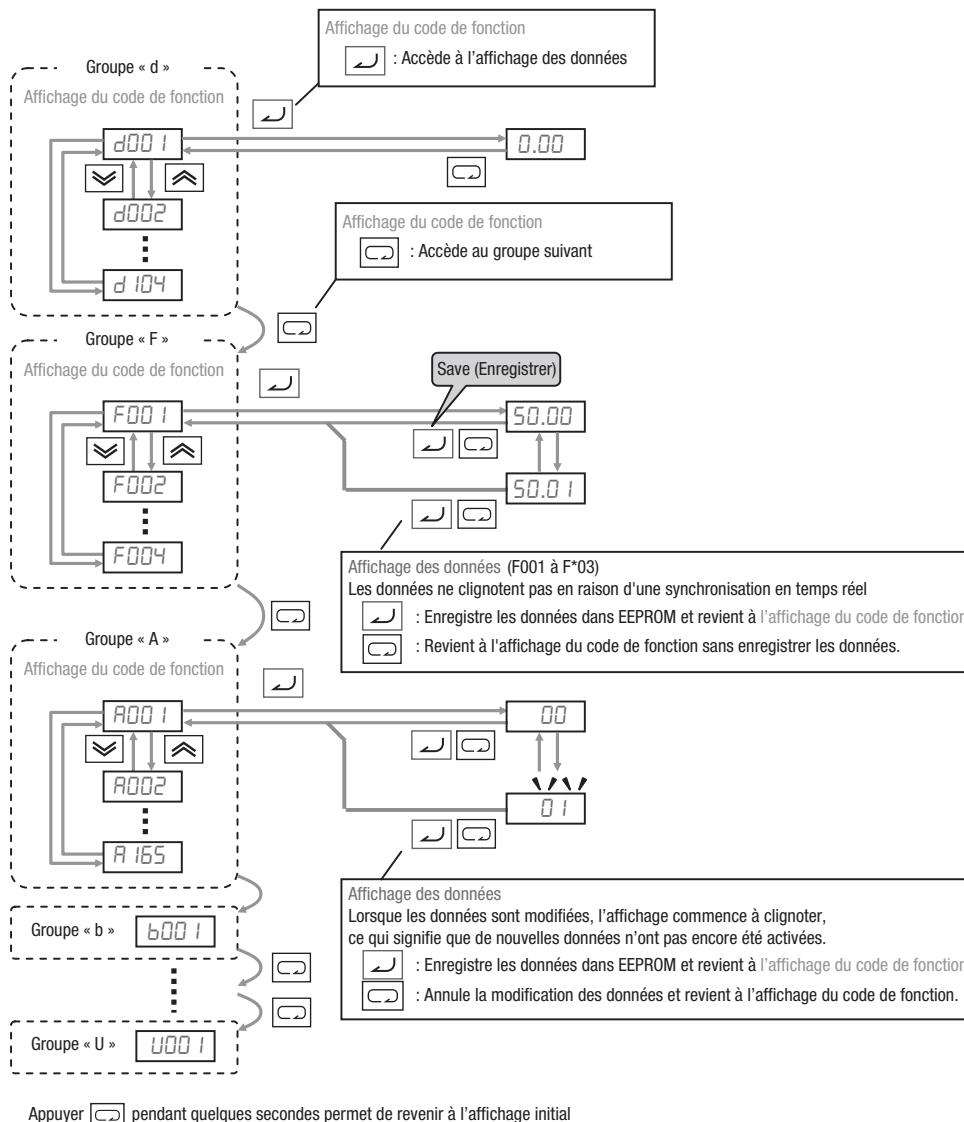 Affichage du code de fonction
: Accède à l'affichage des données
Groupe « d »
Affichage du code de fonction
d001
0.00
d002
d104
Affichage du code de fonction
: Accède au groupe suivant
Groupe « F »
Affichage du code de fonction
Save (Enregistrer)
F001
50.00
F002
50.01
F004
Affichage des données (F001 à F*03)
Les données ne clignotent pas en raison d'une synchronisation en temps réel
: Enregistre les données dans EEPROM et revient à l'affichage du code de fonction
: Revient à l'affichage du code de fonction sans enregistrer les données.
Groupe « A »
Affichage du code de fonction
A001
00
A002
01
A165
Affichage des données
Lorsque les données sont modifiées, l'affichage commence à clignoter,
ce qui signifie que de nouvelles données n'ont pas encore été activées.
: Enregistre les données dans EEPROM et revient à l'affichage du code de fonction
: Annule la modification des données et revient à l'affichage du code de fonction.
Groupe « b » b001
Groupe « U » U001
Appuyer pendant quelques secondes permet de revenir à l'affichage initial